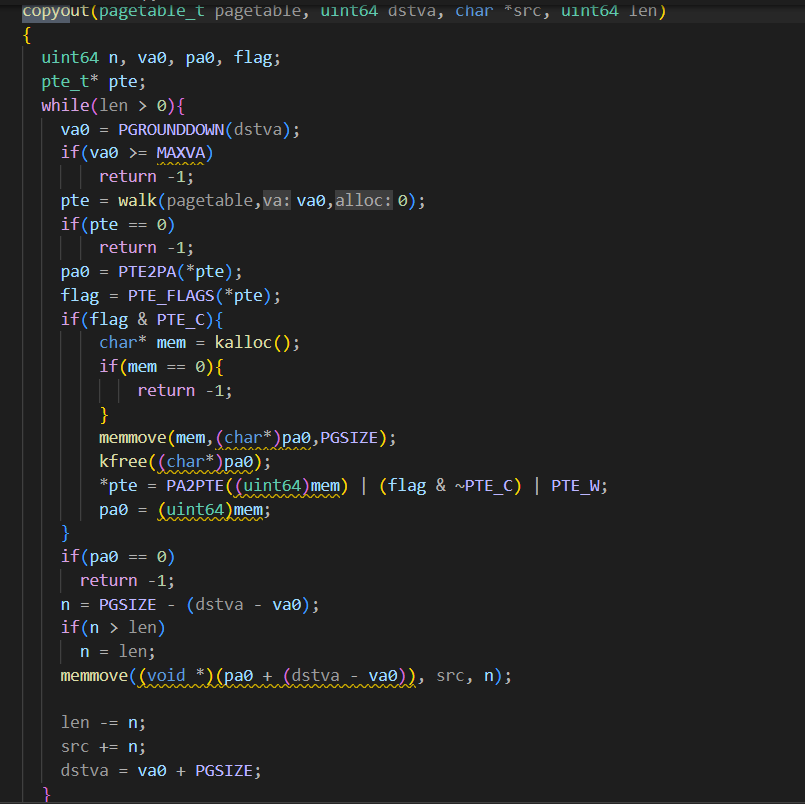 copyout(pagetable_t pagetable, uint64 dstva, char *src, uint64 len)
{
  uint64 n, va0, pa0, flag;
  pte_t* pte;
  while(len > 0){
    va0 = PGROUNDDOWN(dstva);
    if(va0 >= MAXVA)
        return -1;
    pte = walk(pagetable,va: va0,alloc: 0);
    if(pte == 0)
        return -1;
    pa0 = PTE2PA(*pte);
    flag = PTE_FLAGS(*pte);
    if(flag & PTE_C){
        char* mem = kalloc();
        if(mem == 0){
            return -1;
        }
        memmove(mem,(char*)pa0,PGSIZE);
        kfree((char*)pa0);
        *pte = PA2PTE((uint64)mem) | (flag & ~PTE_C) | PTE_W;
        pa0 = (uint64)mem;
    }
    if(pa0 == 0)
      return -1;
    n = PGSIZE - (dstva - va0);
    if(n > len)
      n = len;
    memmove((void *)(pa0 + (dstva - va0)), src, n);
    len -= n;
    src += n;
    dstva = va0 + PGSIZE;
  }